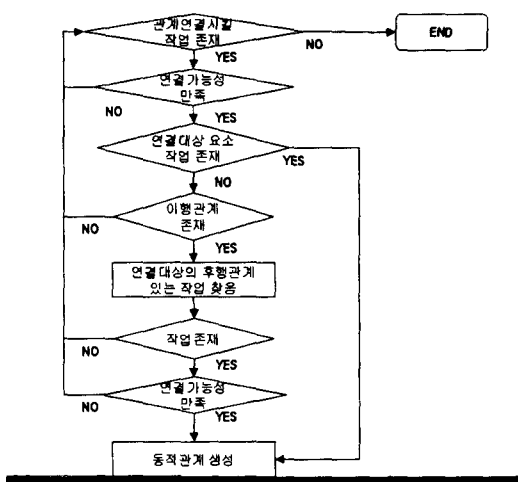 관계연결시킬
작업 존재
END
NO
YES
연결가능성
만족
NO
YES
연결대상 요소
작업 존재
YES
NO
이행관계
존재
NO
YES
연결대상의 후행관계
있는 작업 찾음
작업존재
NO
YES
연결가능성
만족
NO
YES
동적관계 생성